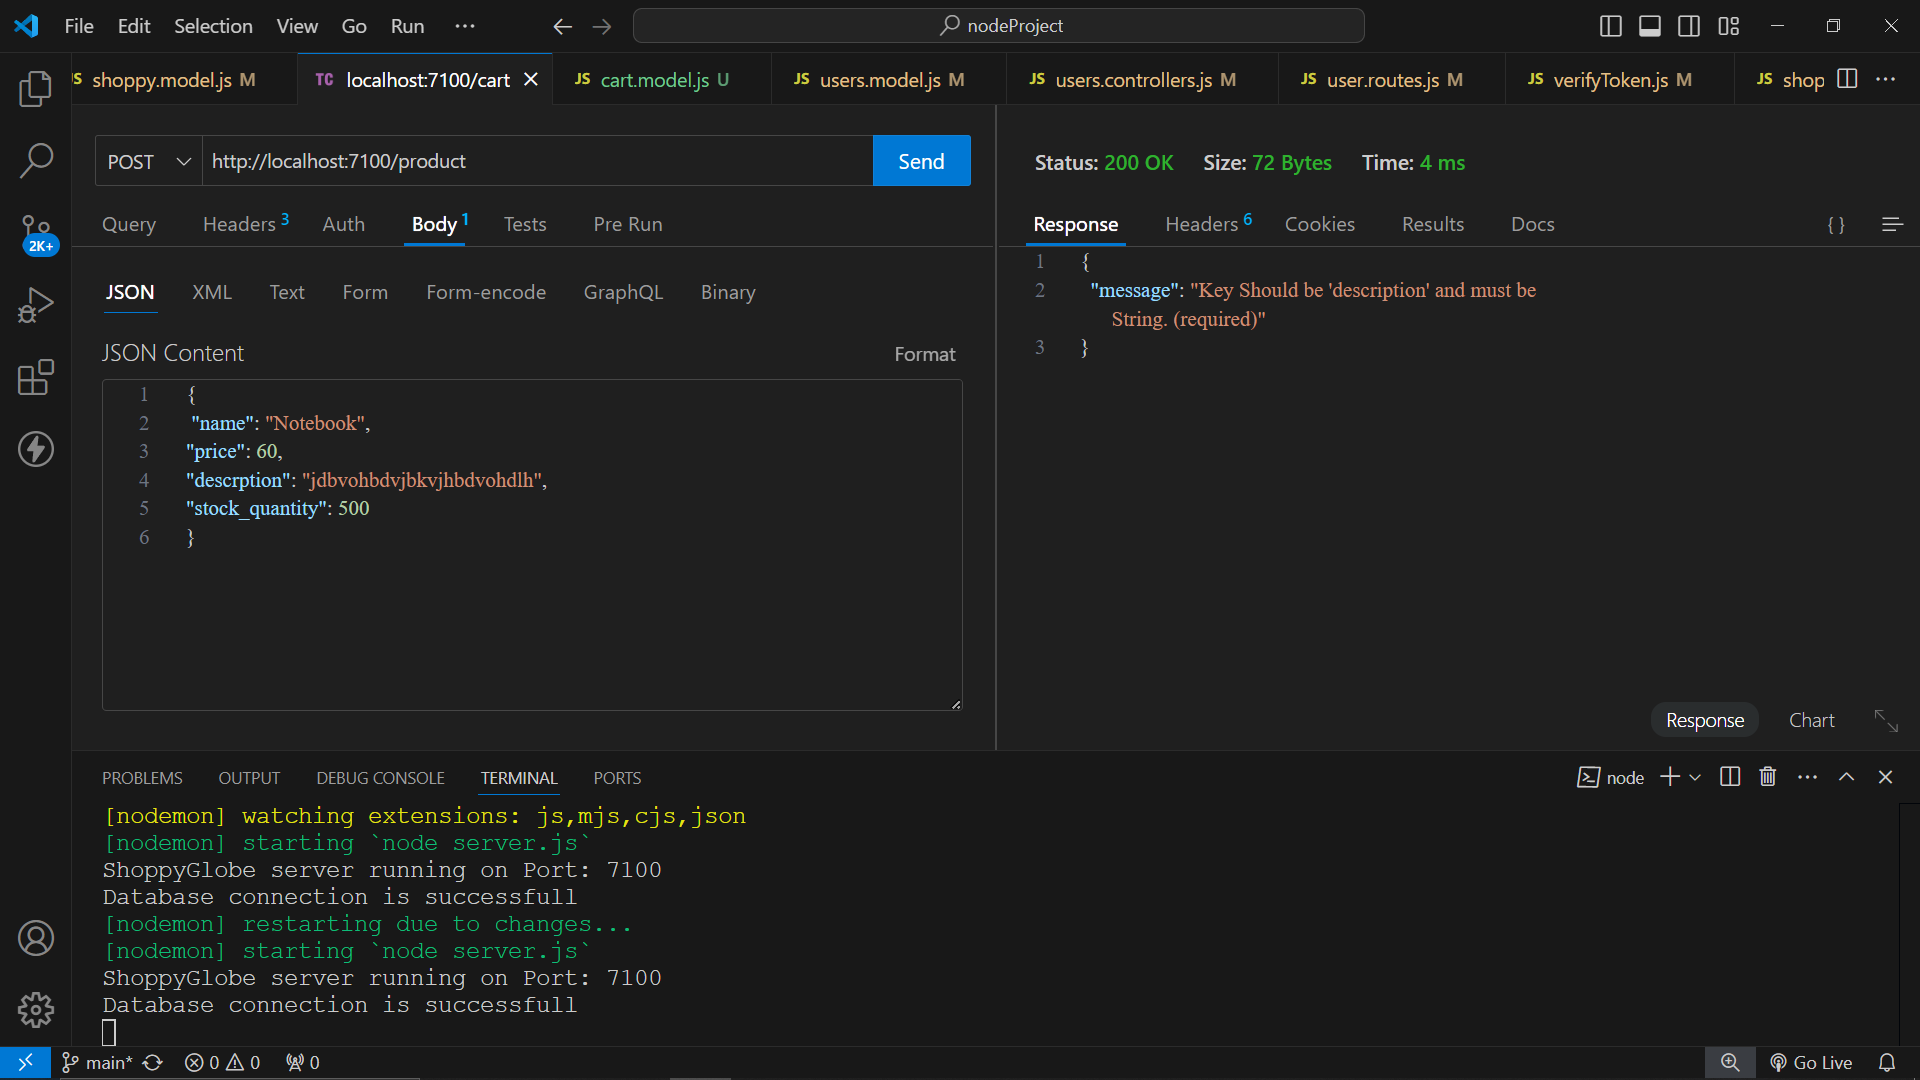 File Edit Selection View Go Run ··· nodeProject
JS shoppy.model.js M TC localhost:7100/cart JS cart.model.js U JS users.model.js M JS users.controllers.js M JS user.routes.js M JS verifyToken.js M JS shop
POST http://localhost:7100/product Send
Query Headers 3 Auth Body 1 Tests Pre Run
JSON XML Text Form Form-encode GraphQL Binary
JSON Content Format
1 {
2 "name": "Notebook",
3 "price": 60,
4 "descrption": "jdbvohbdvjbkvjhbdvohdlh",
5 "stock_quantity": 500
6 }
Status: 200 OK Size: 72 Bytes Time: 4 ms
Response Headers 6 Cookies Results Docs { }
1 {
2 "message": "Key Should be 'description' and must be
String. (required)"
3 }
Response Chart
2K+
PROBLEMS OUTPUT DEBUG CONSOLE TERMINAL PORTS node
[nodemon] watching extensions: js,mjs,cjs,json
[nodemon] starting `node server.js`
ShoppyGlobe server running on Port: 7100
Database connection is successfull
[nodemon] restarting due to changes...
[nodemon] starting `node server.js`
ShoppyGlobe server running on Port: 7100
Database connection is successfull
main* 0 0 0 Go Live